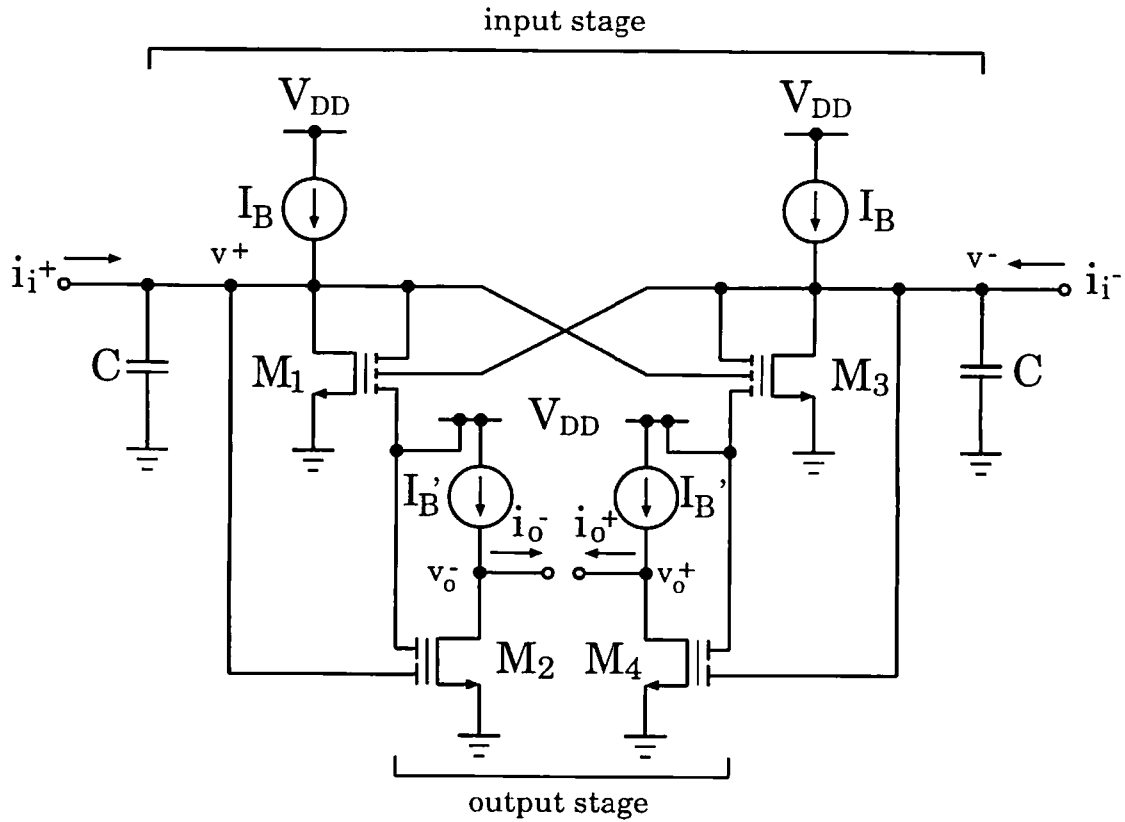 input stage
V_DD
V_DD
I_B
I_B
v+
v-
i_i+
i_i-
C
M_1
M_3
C
V_DD
I_B'
I_B'
i_o-
i_o+
v_o-
v_o+
M_2
M_4
output stage